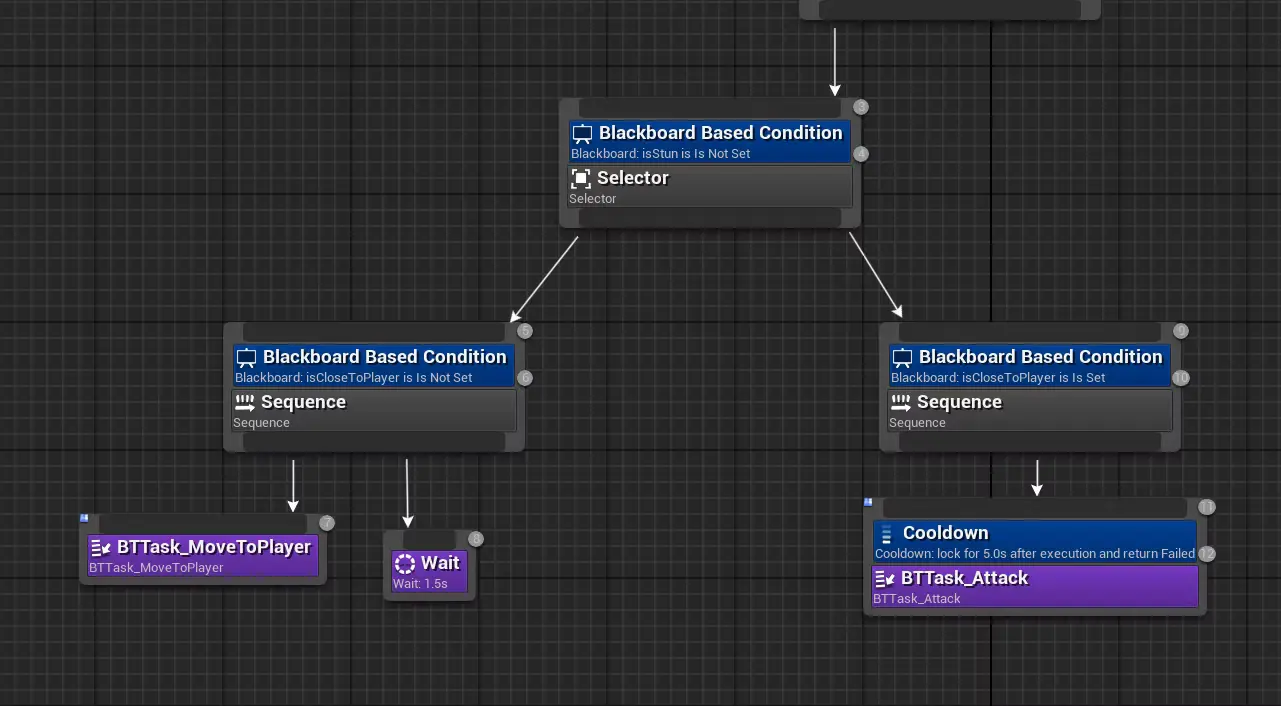 3
Blackboard Based Condition
Blackboard: isStun is Is Not Set
4
Selector
Selector
5
Blackboard Based Condition
Blackboard: isCloseToPlayer is Is Not Set
6
Sequence
Sequence
9
Blackboard Based Condition
Blackboard: isCloseToPlayer is Is Set
10
Sequence
Sequence
7
BTTask_MoveToPlayer
BTTask_MoveToPlayer
8
Wait
Wait: 1.5s
11
Cooldown
Cooldown: lock for 5.0s after execution and return Failed
12
BTTask_Attack
BTTask_Attack